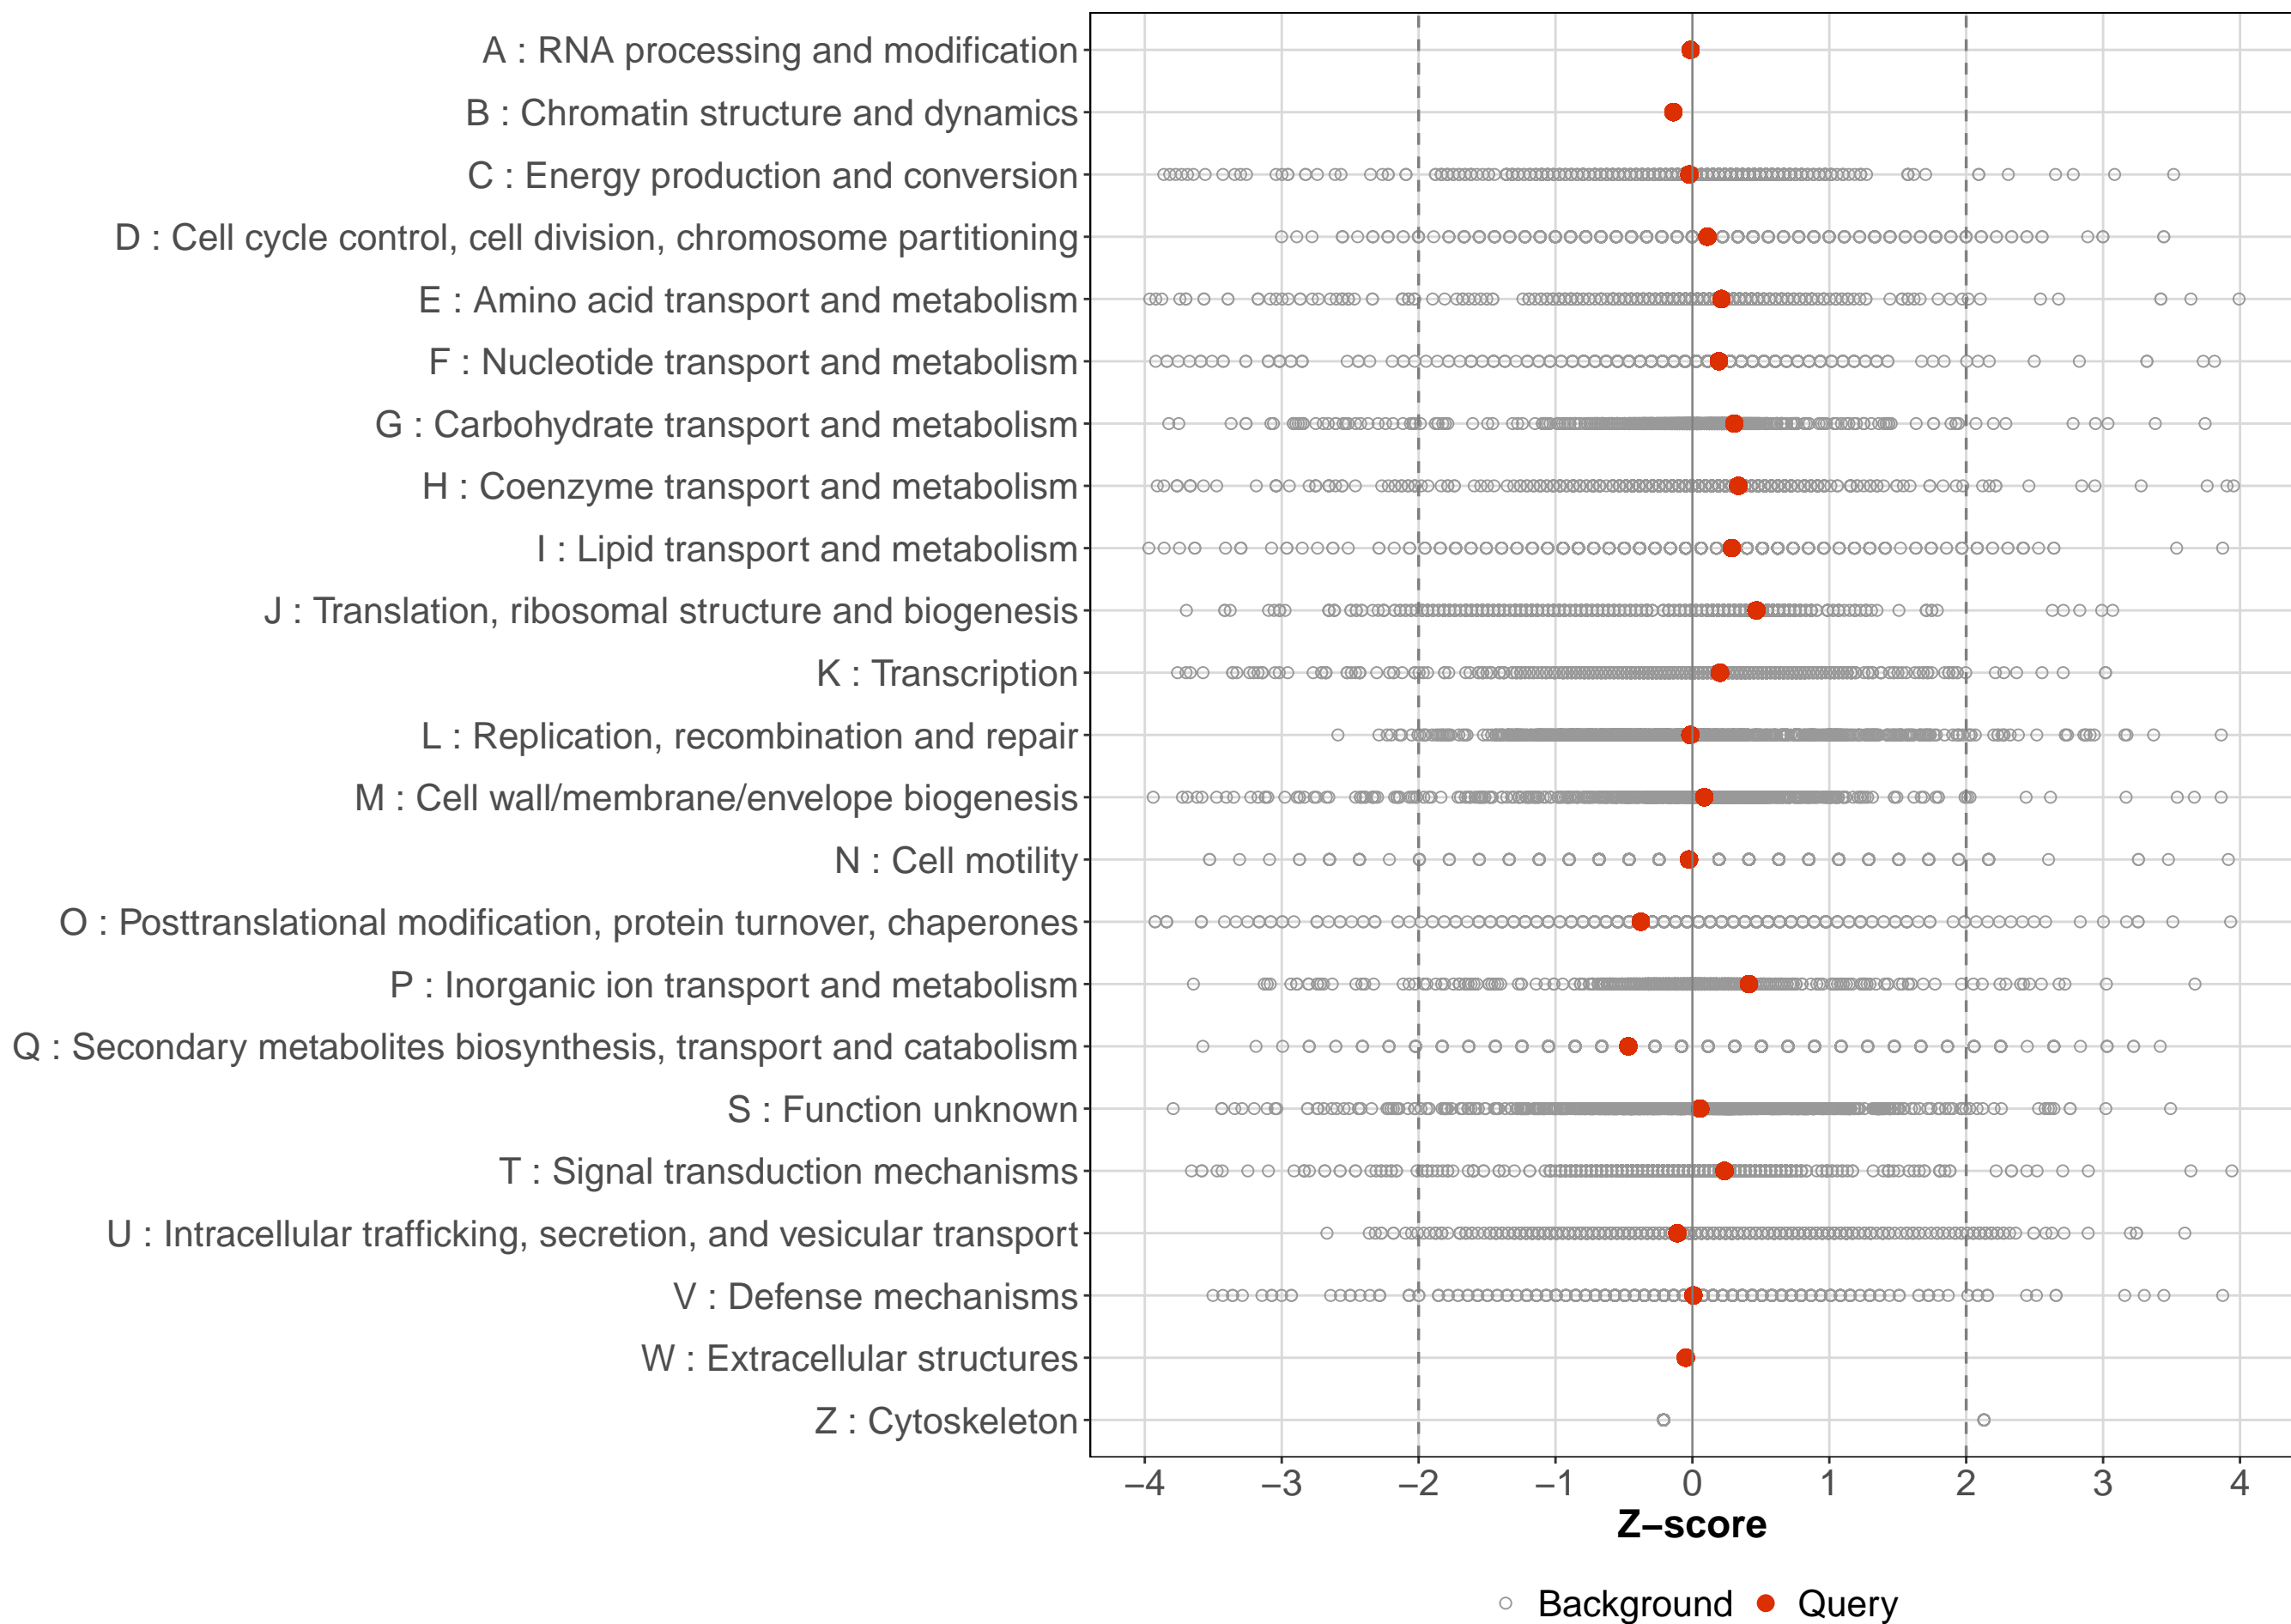 A : RNA processing and modification
B : Chromatin structure and dynamics
C : Energy production and conversion
D : Cell cycle control, cell division, chromosome partitioning
E : Amino acid transport and metabolism
F : Nucleotide transport and metabolism
G : Carbohydrate transport and metabolism
H : Coenzyme transport and metabolism
I : Lipid transport and metabolism
J : Translation, ribosomal structure and biogenesis
K : Transcription
L : Replication, recombination and repair
M : Cell wall/membrane/envelope biogenesis
N : Cell motility
O : Posttranslational modification, protein turnover, chaperones
P : Inorganic ion transport and metabolism
Q : Secondary metabolites biosynthesis, transport and catabolism
S : Function unknown
T : Signal transduction mechanisms
U : Intracellular trafficking, secretion, and vesicular transport
V : Defense mechanisms
W : Extracellular structures
Z : Cytoskeleton
−4 −3 −2 −1 0 1 2 3 4
Z−score
Background Query